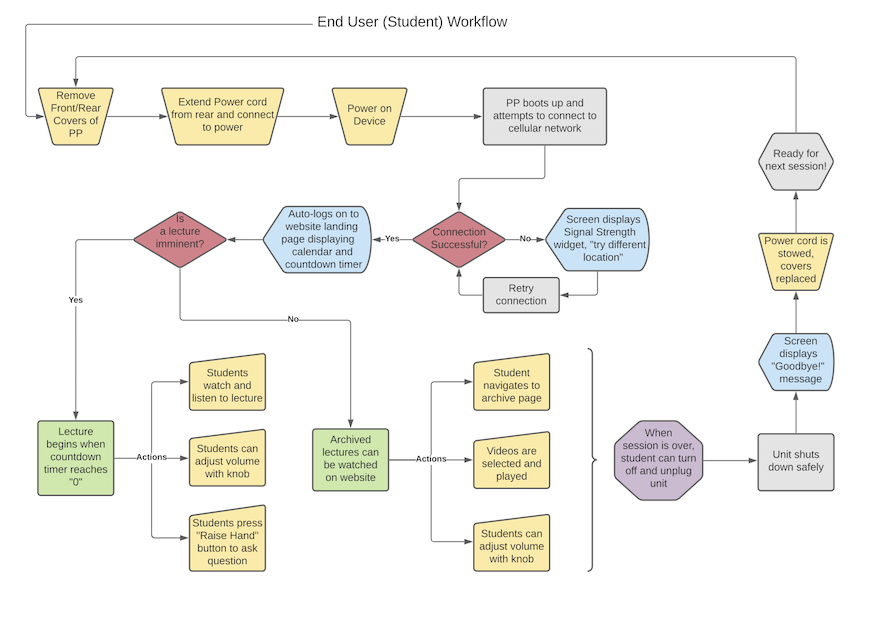 End User (Student) Workflow
Remove
Front/Rear
Covers of
PP
Extend Power cord
from rear and connect
to power
Power on
Device
PP boots up and
attempts to connect to
cellular network
Ready for
next session!
Is
a lecture
imminent?
Auto-logs on to
website landing
page displaying
calendar and
countdown timer
Yes
Connection
Successful?
No
Screen displays
Signal Strength
widget, "try different
location"
Power cord is
stowed,
covers
replaced
Retry
connection
Yes
No
Screen
displays
"Goodbye!"
message
Students
watch and
listen to lecture
Student
navigates to
archive page
Lecture
begins when
countdown
timer reaches
"0"
Actions
Students can
adjust volume
with knob
Archived
lectures can
be watched
on website
Actions
Videos are
selected and
played
When
session is over,
student can turn
off and unplug
unit
Unit shuts
down safely
Students press
"Raise Hand"
button to ask
question
Students can
adjust volume
with knob